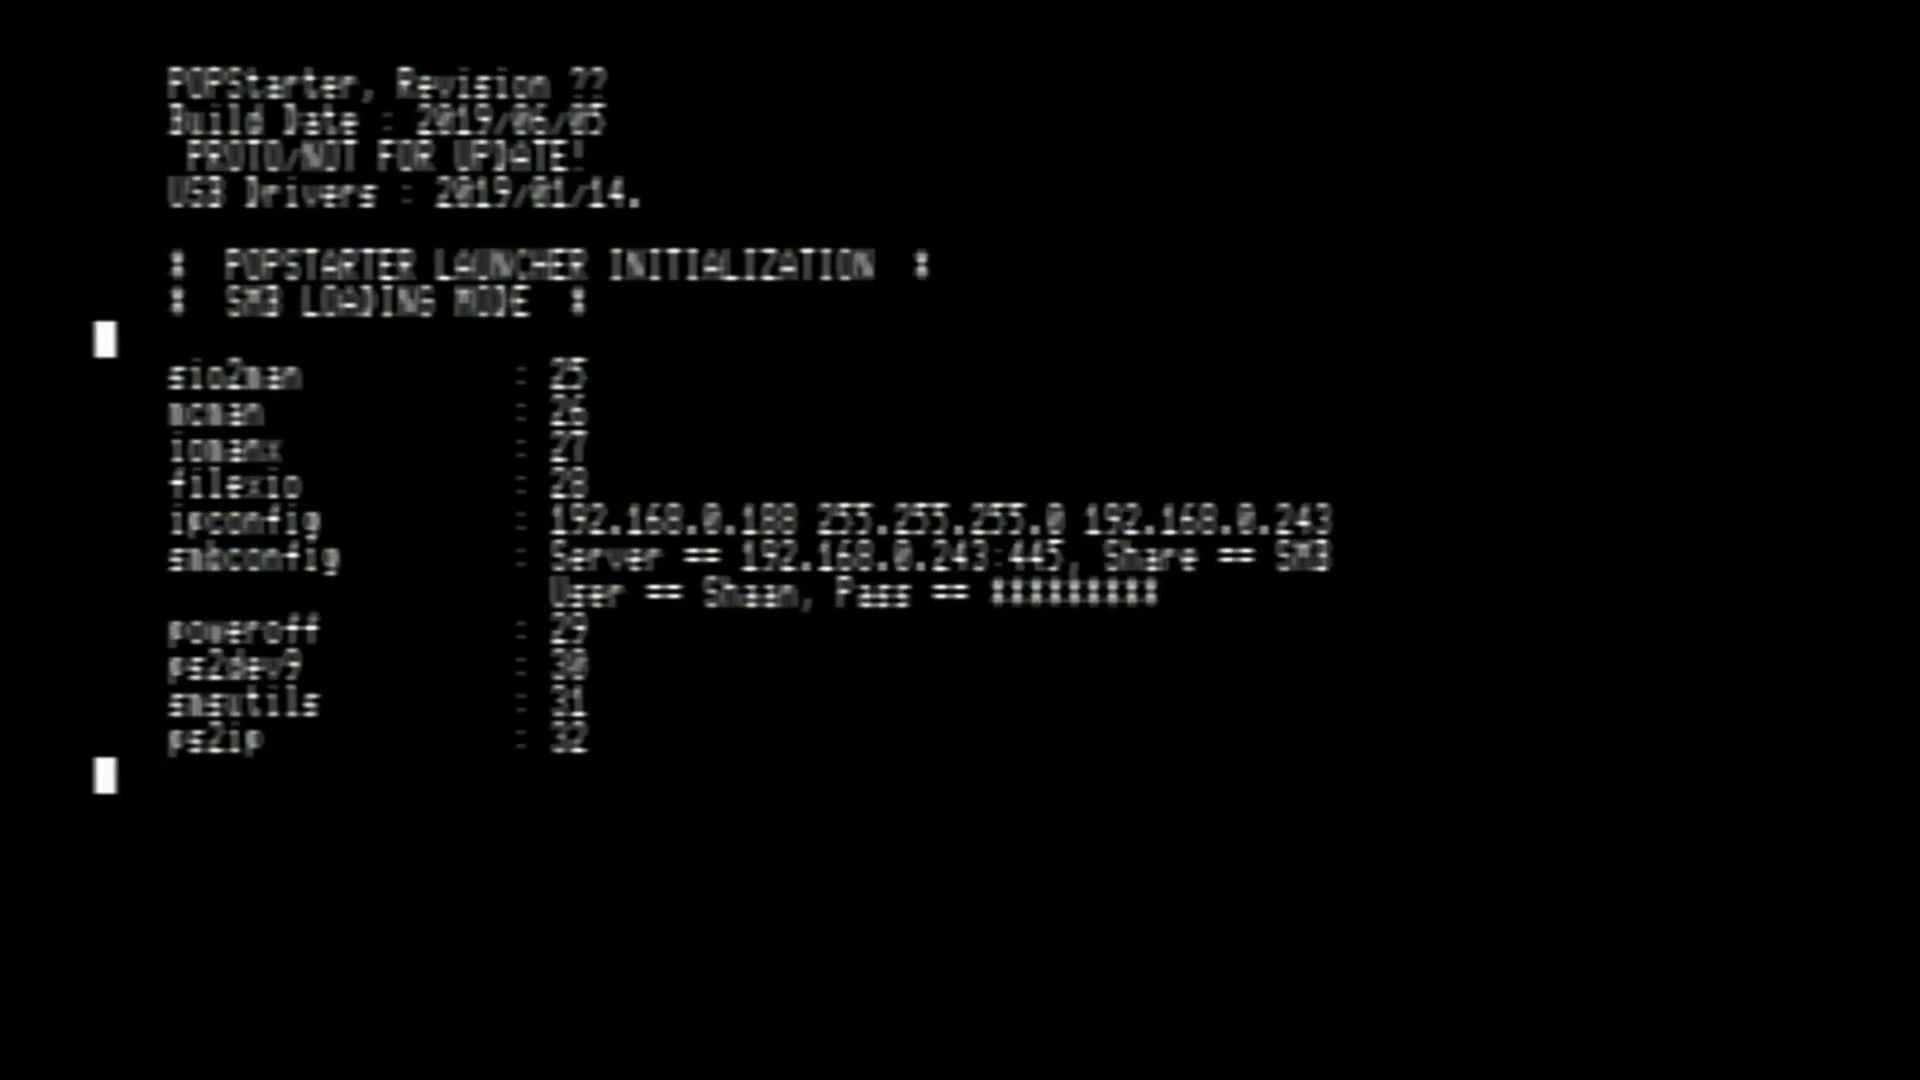 POPStarter, Revision ??
Build Date : 2019/06/05
PROTO/NOT FOR UPDATE!
USB Drivers : 2019/01/14.
* POPSTARTER LAUNCHER INITIALIZATION *
* SMB LOADING MODE *
sio2man : 25
mcman : 26
iomanx : 27
filexio : 28
ipconfig : 192.168.0.188 255.255.255.0 192.168.0.243
smbconfig : Server == 192.168.0.243:445, Share == SMB
User == Shaan, Pass == *********
poweroff : 29
ps2dev9 : 30
smsutils : 31
ps2ip : 32